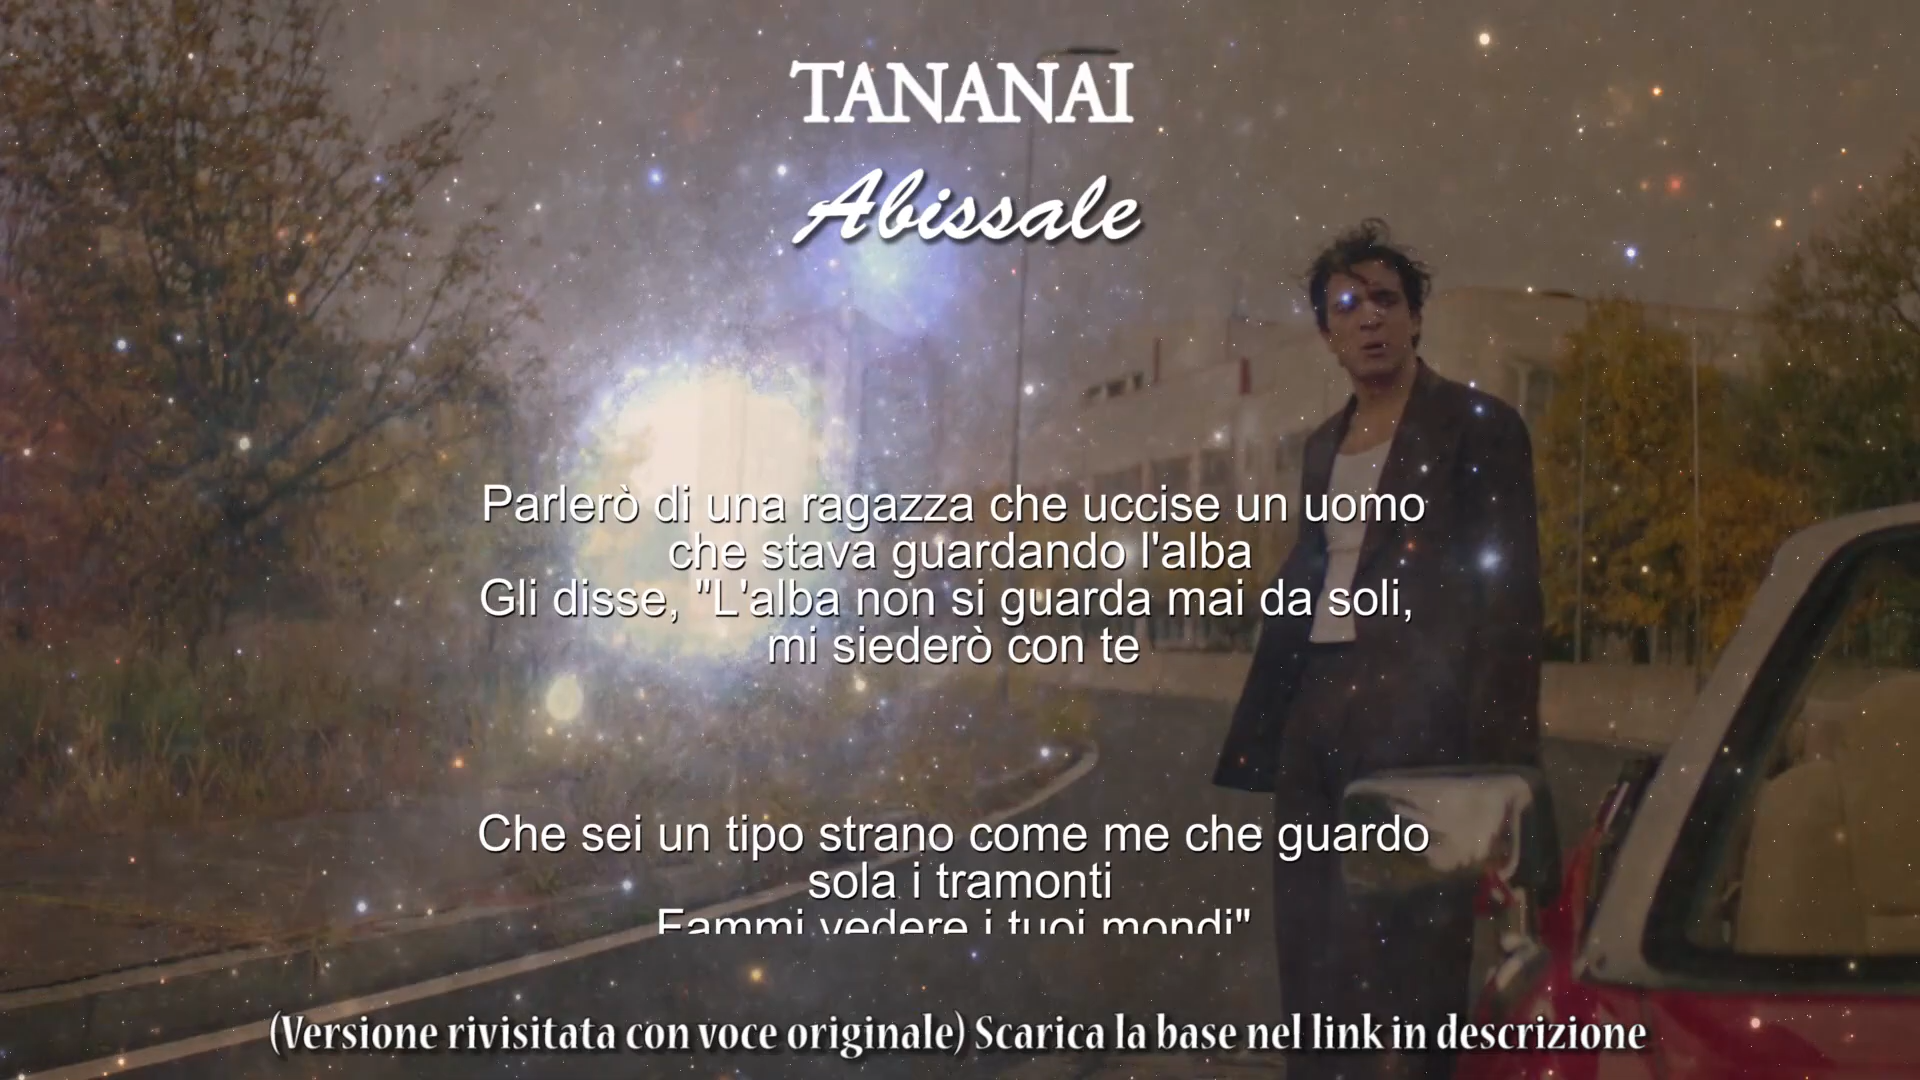 TANANAI
Abissale
Parlerò di una ragazza che uccise un uomo
che stava guardando l'alba
Gli disse, "L'alba non si guarda mai da soli,
mi siederò con te
Che sei un tipo strano come me che guardo
sola i tramonti
Fammi vedere i tuoi mondi"
(Versione rivisitata con voce originale) Scarica la base nel link in descrizione